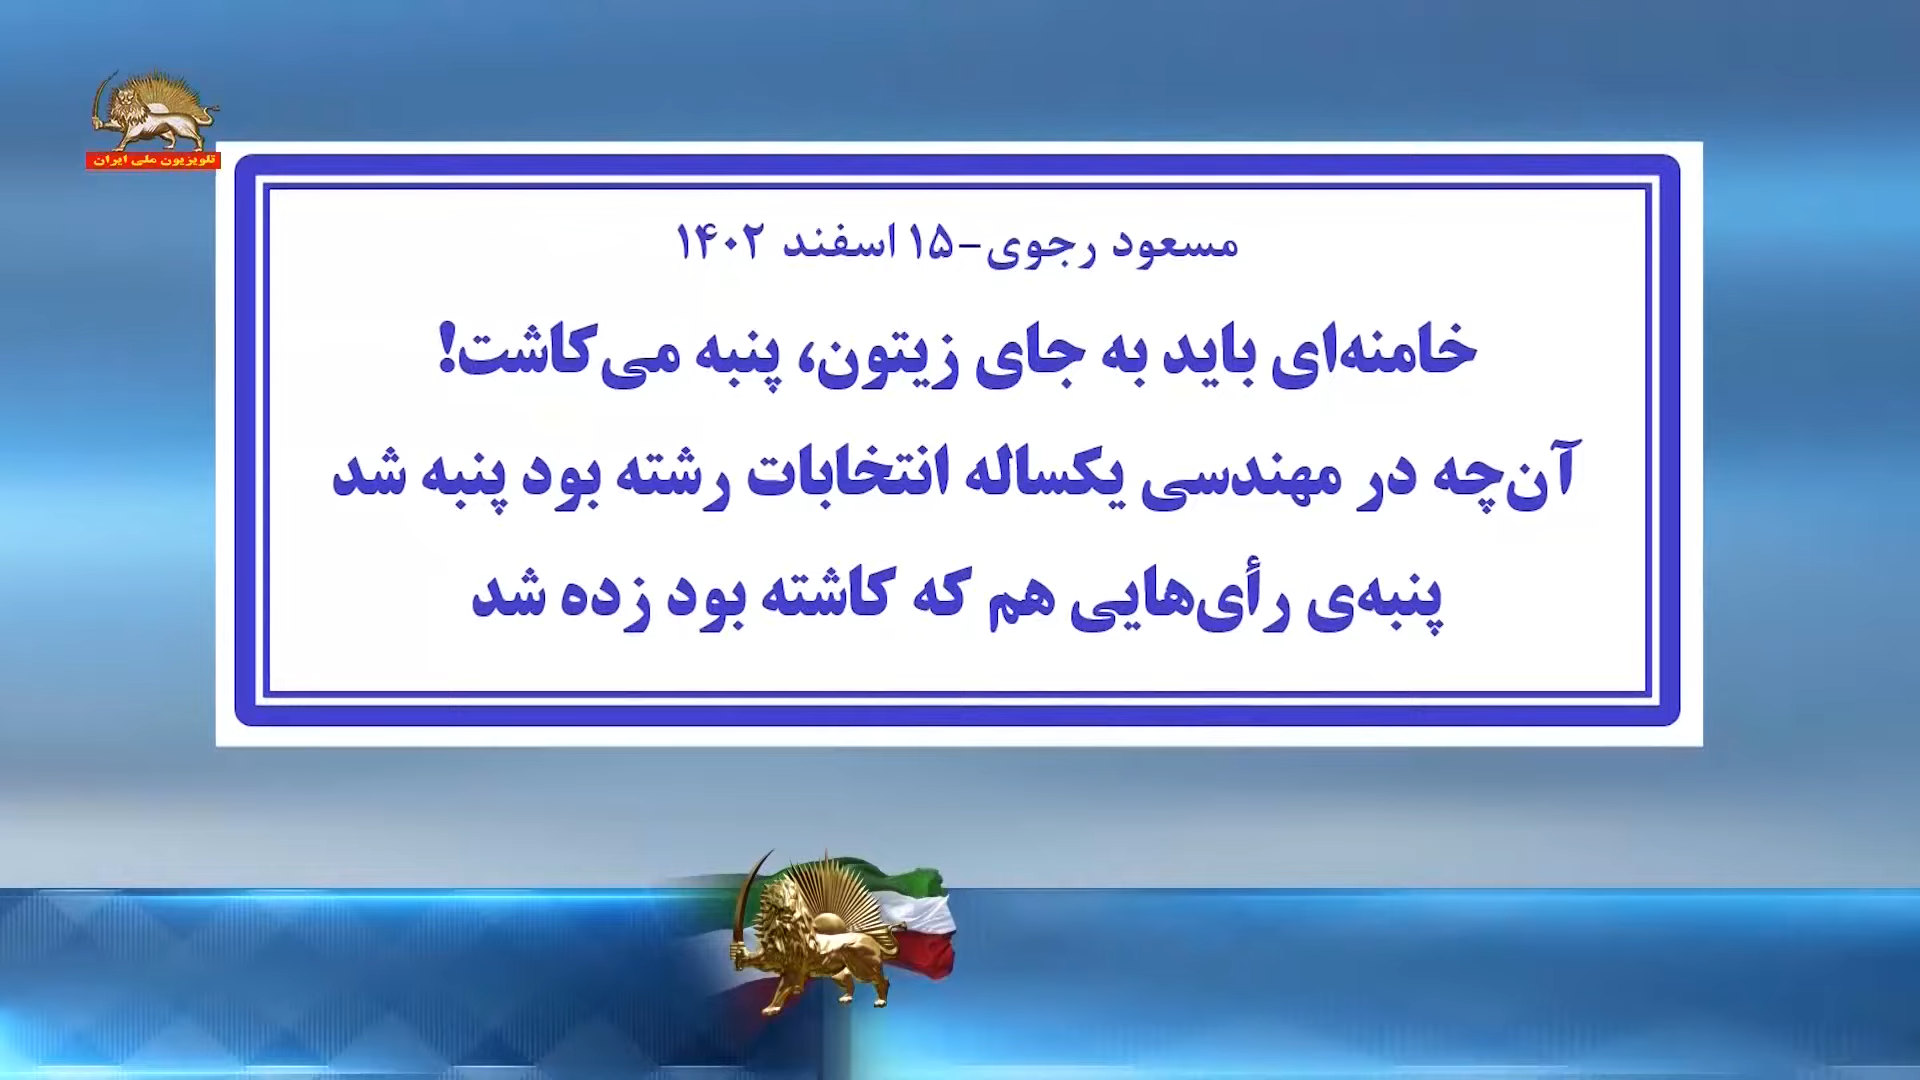 تلویزیون ملی ایران
مسعود رجوی-۱۵ اسفند ۱۴۰۲
خامنه‌ای باید به جای زیتون، پنبه می‌کاشت!
آن‌چه در مهندسی یکساله انتخابات رشته بود پنبه شد
پنبه‌ی رأی‌هایی هم که کاشته بود زده شد